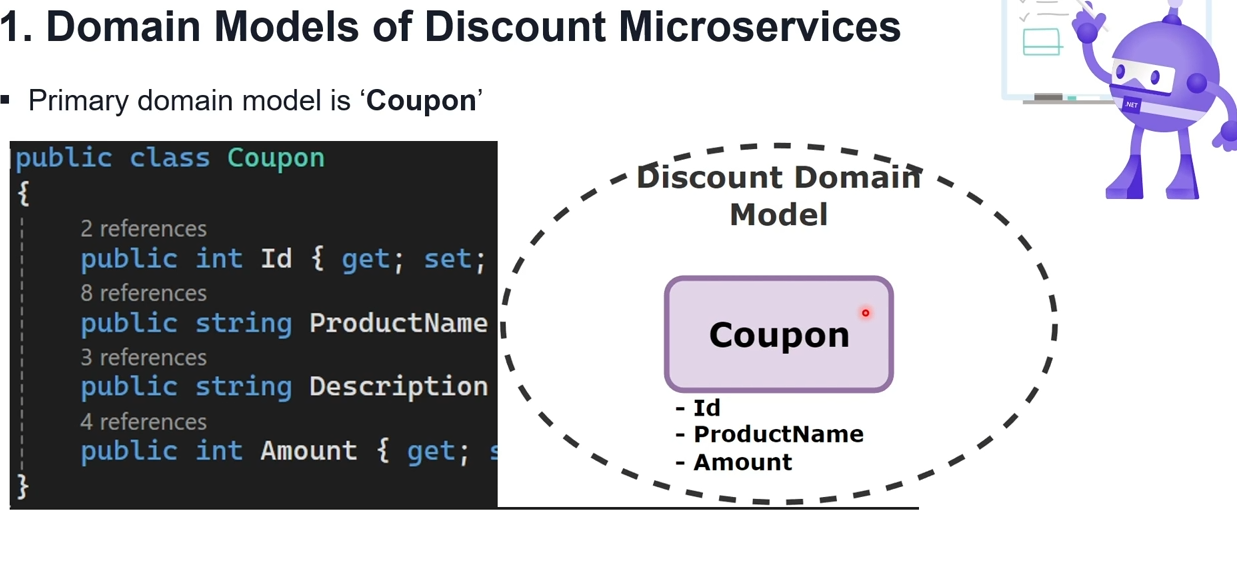 1. Domain Models of Discount Microservices
▪ Primary domain model is ‘Coupon’
public class Coupon
{
2 references
public int Id { get; set;
8 references
public string ProductName
3 references
public string Description
4 references
public int Amount { get; s
}
Discount Domain
Model
Coupon
- Id
- ProductName
- Amount
.NET